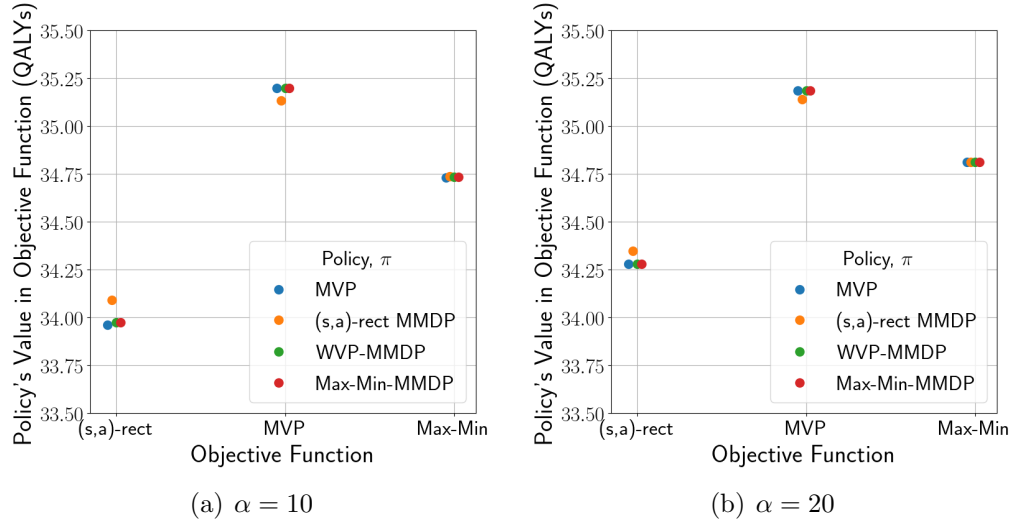 Policy's Value in Objective Function (QALYs)
35.50
35.25
35.00
34.75
34.50
34.25
34.00
33.75
33.50
Policy, π
MVP
(s,a)-rect MMDP
WVP-MMDP
Max-Min-MMDP
(s,a)-rect MVP Max-Min
Objective Function
(a) α = 10
Policy's Value in Objective Function (QALYs)
35.50
35.25
35.00
34.75
34.50
34.25
34.00
33.75
33.50
Policy, π
MVP
(s,a)-rect MMDP
WVP-MMDP
Max-Min-MMDP
(s,a)-rect MVP Max-Min
Objective Function
(b) α = 20